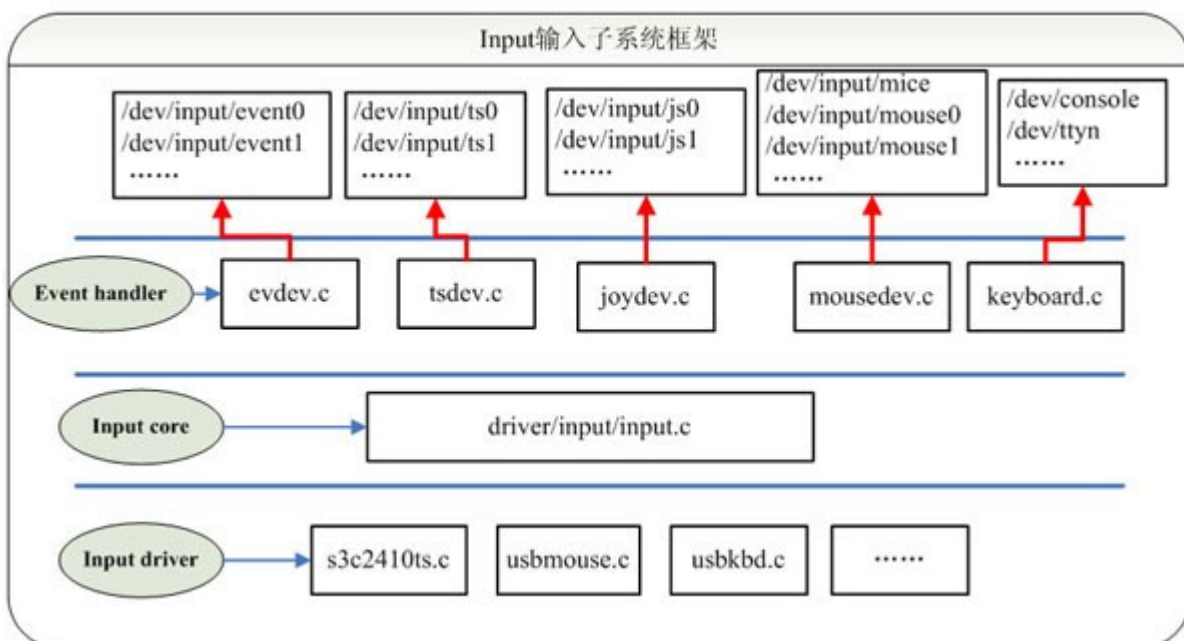 Input输入子系统框架
/dev/input/event0
/dev/input/event1
……
/dev/input/ts0
/dev/input/ts1
……
/dev/input/js0
/dev/input/js1
……
/dev/input/mice
/dev/input/mouse0
/dev/input/mouse1
……
/dev/console
/dev/ttyn
……
Event handler
evdev.c
tsdev.c
joydev.c
mousedev.c
keyboard.c
Input core
driver/input/input.c
Input driver
s3c2410ts.c
usbmouse.c
usbkbd.c
……